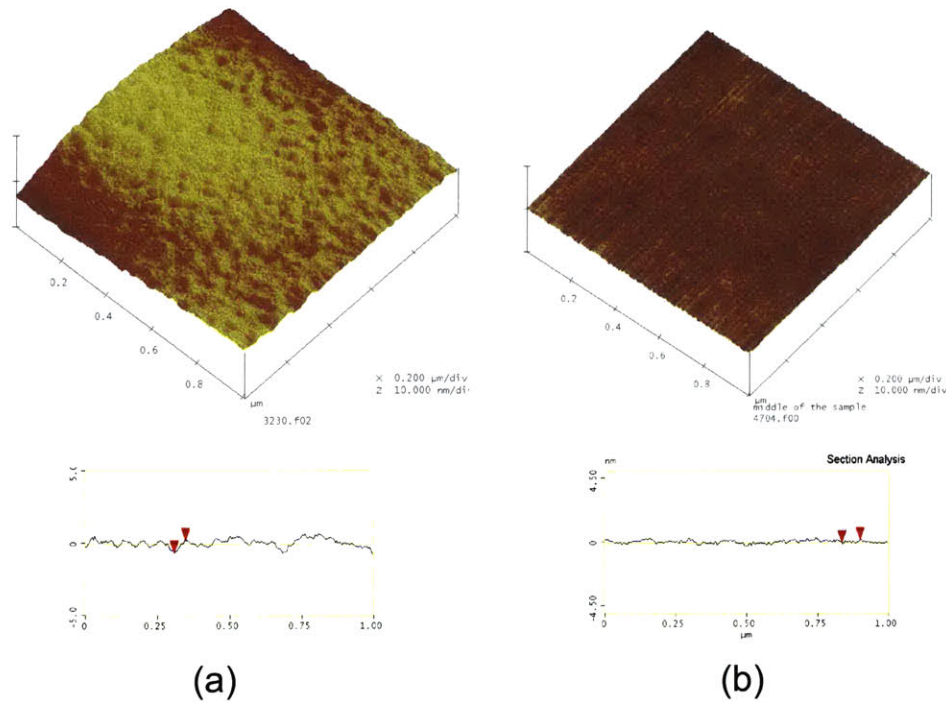 0.2
0.4
0.6
0.8
µm
X 0.200 µm/div
Z 10.000 nm/div
3230.f02
0.2
0.4
0.6
0.8
µm
X 0.200 µm/div
Z 10.000 nm/div
middle of the sample
4704.f00
5.0
0
-5.0
0
0.25
0.50
0.75
1.00
Section Analysis
nm
4.50
0
-4.50
0
0.25
0.50
0.75
1.00
µm
(a)
(b)